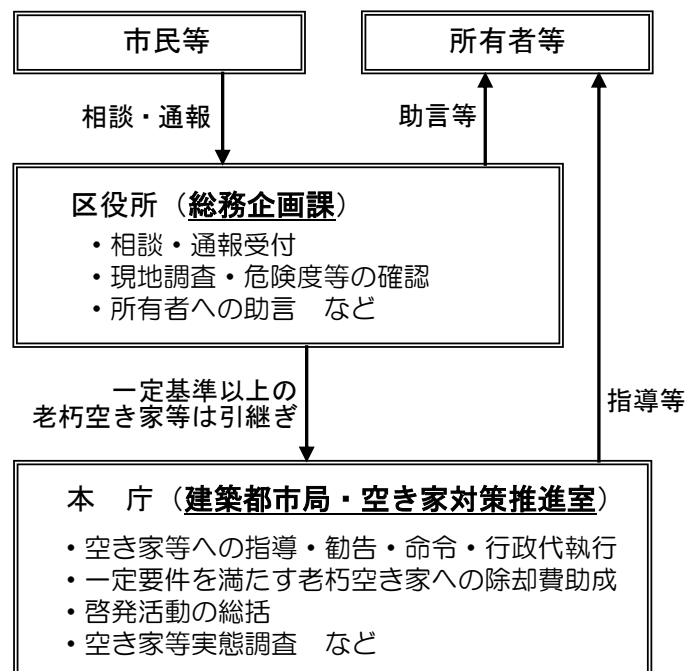 市民等
所有者等
相談・通報
助言等
区役所（総務企画課）
・相談・通報受付
・現地調査・危険度等の確認
・所有者への助言　など
一定基準以上の
老朽空き家等は引継ぎ
指導等
本　庁（建築都市局・空き家対策推進室）
・空き家等への指導・勧告・命令・行政代執行
・一定要件を満たす老朽空き家への除却費助成
・啓発活動の総括
・空き家等実態調査　など